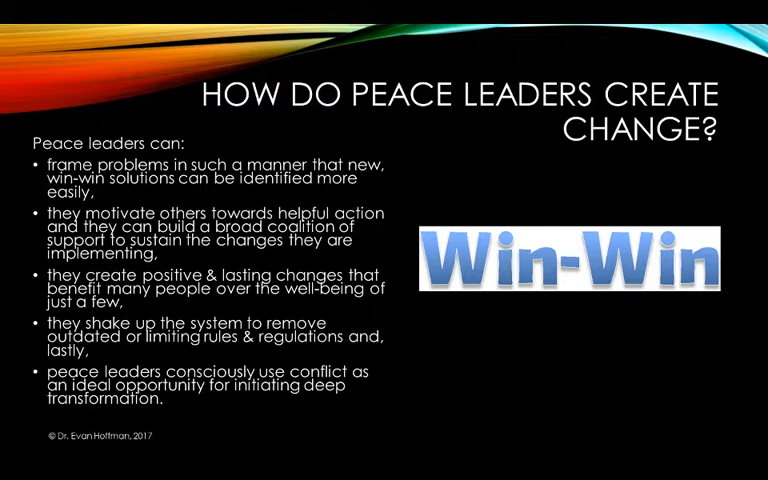 HOW DO PEACE LEADERS CREATE
CHANGE?
Peace leaders can:
• frame problems in such a manner that new,
win-win solutions can be identified more
easily,
• they motivate others towards helpful action
and they can build a broad coalition of
support to sustain the changes they are
implementing,
• they create positive & lasting changes that
benefit many people over the well-being of
just a few,
• they shake up the system to remove
outdated or limiting rules & regulations and,
lastly,
• peace leaders consciously use conflict as
an ideal opportunity for initiating deep
transformation.
Win-Win
© Dr. Evan Hoffman, 2017